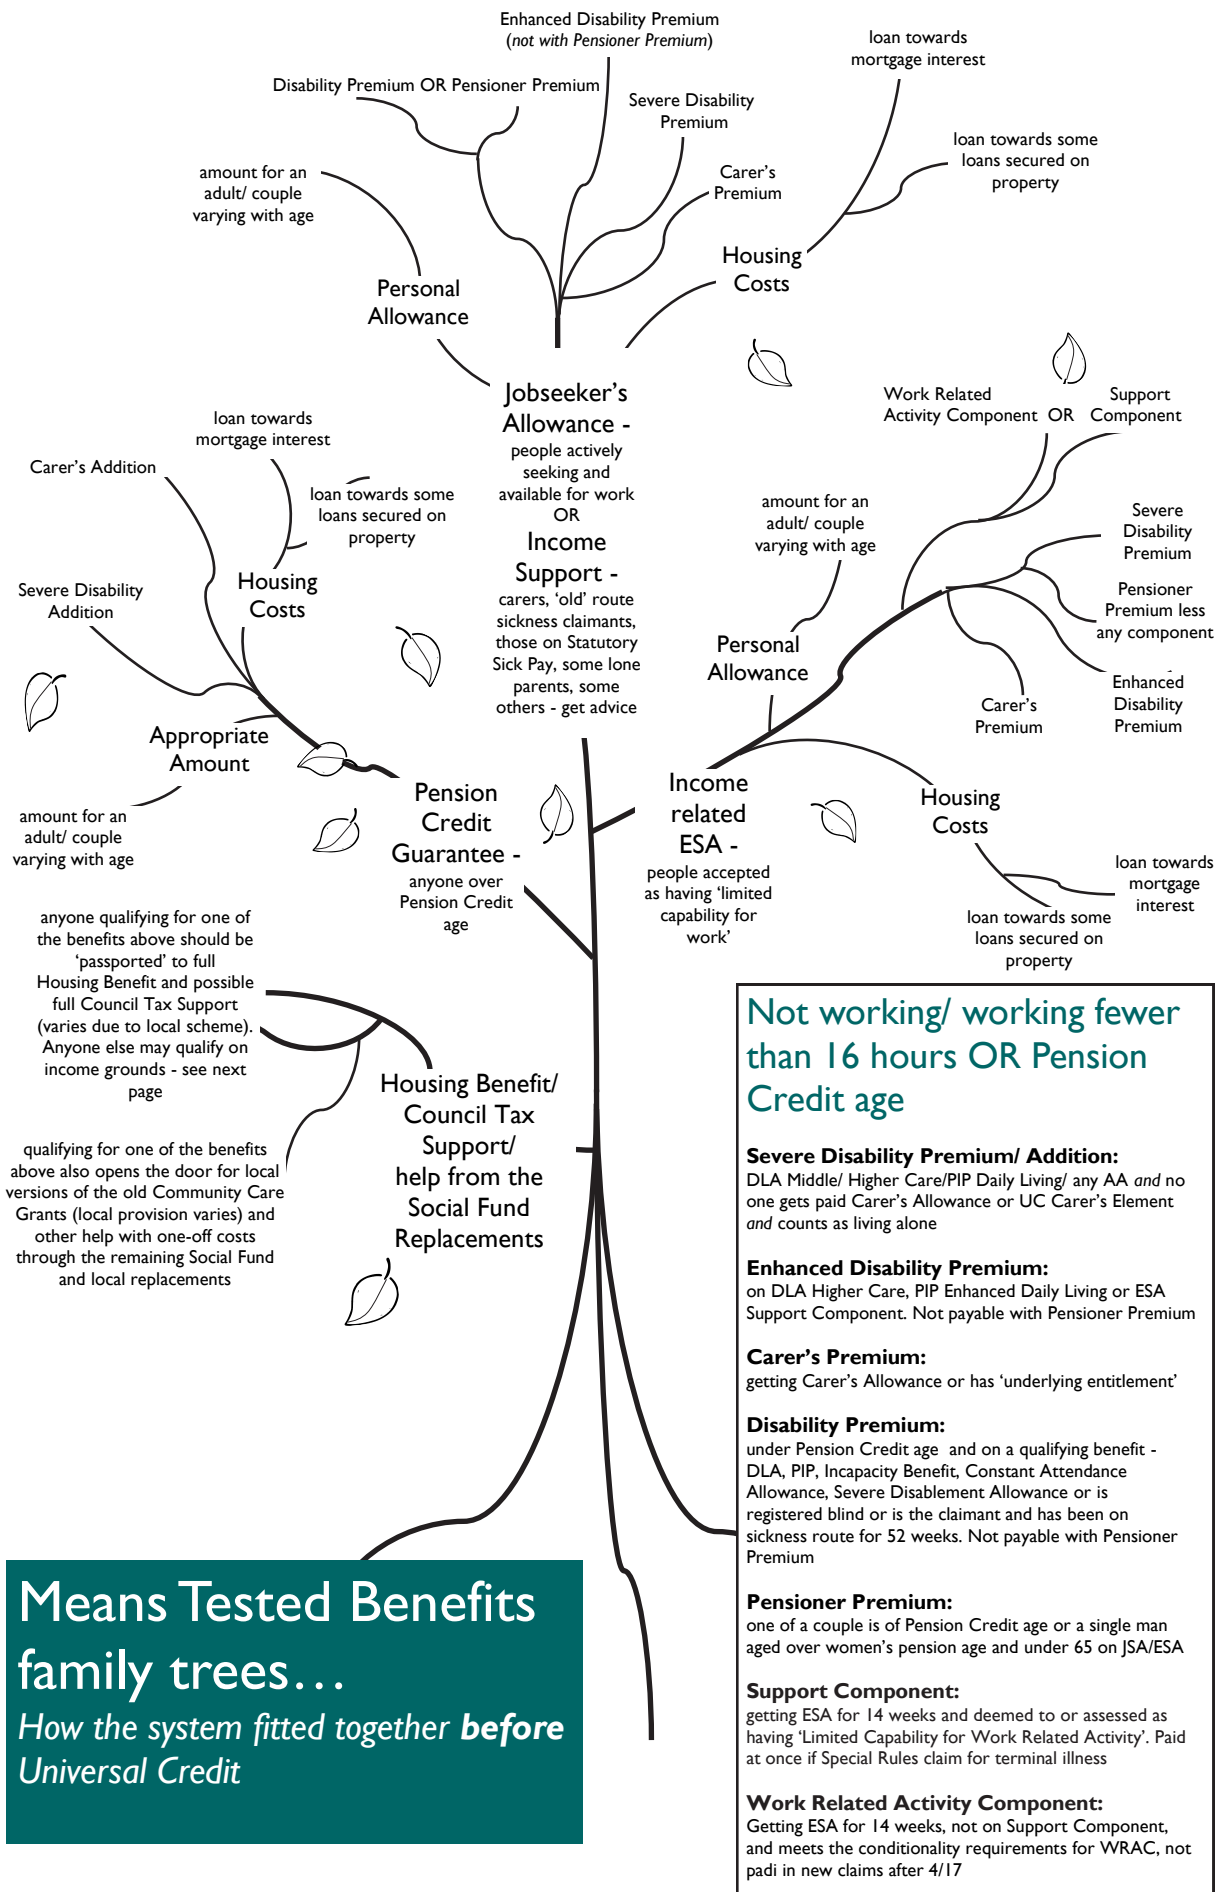 Enhanced Disability Premium
(not with Pensioner Premium)
loan towards
mortgage interest
Disability Premium OR Pensioner Premium
Severe Disability
Premium
loan towards some
loans secured on
property
amount for an
adult/ couple
varying with age
Carer's
Premium
Housing
Costs
Personal
Allowance
Jobseeker's
Allowance -
people actively
seeking and
available for work
OR
Income
Support -
carers, 'old' route
sickness claimants,
those on Statutory
Sick Pay, some lone
parents, some
others - get advice
loan towards
mortgage interest
Carer's Addition
loan towards some
loans secured on
property
Housing
Costs
Severe Disability
Addition
Appropriate
Amount
amount for an
adult/ couple
varying with age
Pension
Credit
Guarantee -
anyone over
Pension Credit
age
Work Related
Activity Component OR
Support
Component
amount for an
adult/ couple
varying with age
Severe
Disability
Premium
Pensioner
Premium less
any component
Personal
Allowance
Enhanced
Disability
Premium
Carer's
Premium
Income
related
ESA -
people accepted
as having 'limited
capability for
work'
Housing
Costs
loan towards
mortgage
interest
loan towards some
loans secured on
property
anyone qualifying for one of
the benefits above should be
'passported' to full
Housing Benefit and possible
full Council Tax Support
(varies due to local scheme).
Anyone else may qualify on
income grounds - see next
page
Housing Benefit/
Council Tax
Support/
help from the
Social Fund
Replacements
qualifying for one of the benefits
above also opens the door for local
versions of the old Community Care
Grants (local provision varies) and
other help with one-off costs
through the remaining Social Fund
and local replacements
Not working/ working fewer
than 16 hours OR Pension
Credit age
Severe Disability Premium/ Addition:
DLA Middle/ Higher Care/PIP Daily Living/ any AA and no
one gets paid Carer's Allowance or UC Carer's Element
and counts as living alone
Enhanced Disability Premium:
on DLA Higher Care, PIP Enhanced Daily Living or ESA
Support Component. Not payable with Pensioner Premium
Carer's Premium:
getting Carer's Allowance or has 'underlying entitlement'
Disability Premium:
under Pension Credit age and on a qualifying benefit -
DLA, PIP, Incapacity Benefit, Constant Attendance
Allowance, Severe Disablement Allowance or is
registered blind or is the claimant and has been on
sickness route for 52 weeks. Not payable with Pensioner
Premium
Pensioner Premium:
one of a couple is of Pension Credit age or a single man
aged over women's pension age and under 65 on JSA/ESA
Support Component:
getting ESA for 14 weeks and deemed to or assessed as
having 'Limited Capability for Work Related Activity'. Paid
at once if Special Rules claim for terminal illness
Work Related Activity Component:
Getting ESA for 14 weeks, not on Support Component,
and meets the conditionality requirements for WRAC, not
padi in new claims after 4/17
Means Tested Benefits
family trees…
How the system fitted together before
Universal Credit